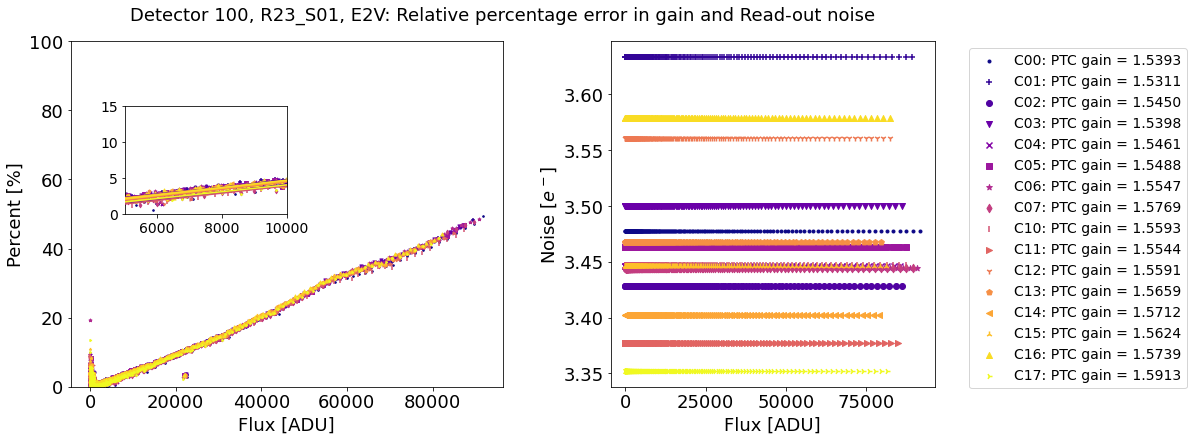 Detector 100, R23_S01, E2V: Relative percentage error in gain and Read-out noise
100
80
60
40
20
0
Percent [%]
0
20000
40000
60000
80000
Flux [ADU]
15
10
5
0
6000
8000
10000
3.60
3.55
3.50
3.45
3.40
3.35
Noise [e⁻]
0
25000
50000
75000
Flux [ADU]
C00: PTC gain = 1.5393
C01: PTC gain = 1.5311
C02: PTC gain = 1.5450
C03: PTC gain = 1.5398
C04: PTC gain = 1.5461
C05: PTC gain = 1.5488
C06: PTC gain = 1.5547
C07: PTC gain = 1.5769
C10: PTC gain = 1.5593
C11: PTC gain = 1.5544
C12: PTC gain = 1.5591
C13: PTC gain = 1.5659
C14: PTC gain = 1.5712
C15: PTC gain = 1.5624
C16: PTC gain = 1.5739
C17: PTC gain = 1.5913